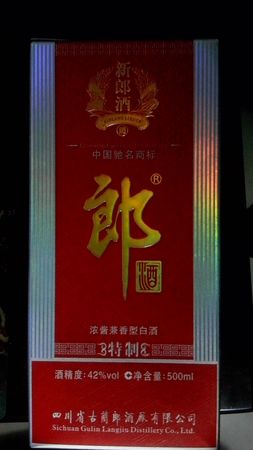 新郎酒
XINLANG LIQUOR
中国驰名商标
郎®
酒
浓酱兼香型白酒
特制
酒精度:42%vol 净含量:500ml
四川省古蔺郎酒厂有限公司
Sichuan Gulin Langjiu Distillery Co., Ltd.